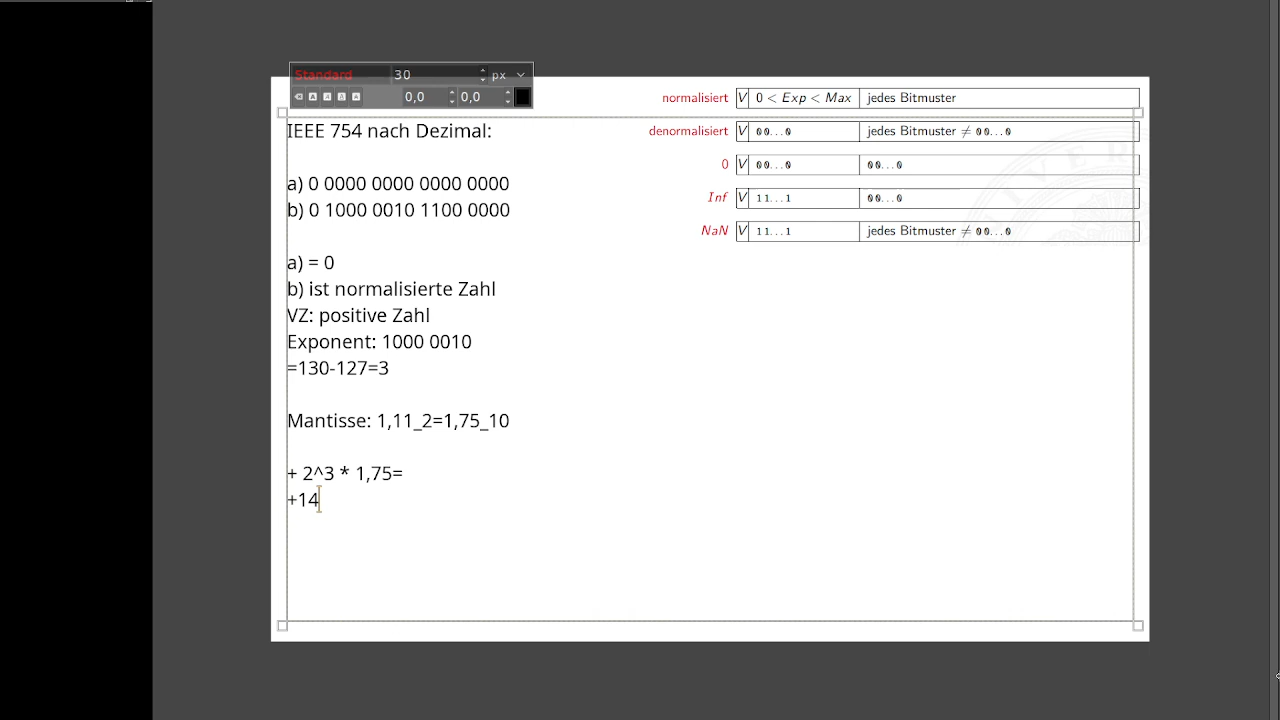 Standard 30 px
0,0 0,0
normalisiert V 0 < Exp < Max jedes Bitmuster
IEEE 754 nach Dezimal:
denormalisiert V 00...0 jedes Bitmuster ≠ 00...0
0 V 00...0 00...0
a) 0 0000 0000 0000 0000
Inf V 11...1 00...0
b) 0 1000 0010 1100 0000
NaN V 11...1 jedes Bitmuster ≠ 00...0
a) = 0
b) ist normalisierte Zahl
VZ: positive Zahl
Exponent: 1000 0010
=130-127=3
Mantisse: 1,11_2=1,75_10
+ 2^3 * 1,75=
+14